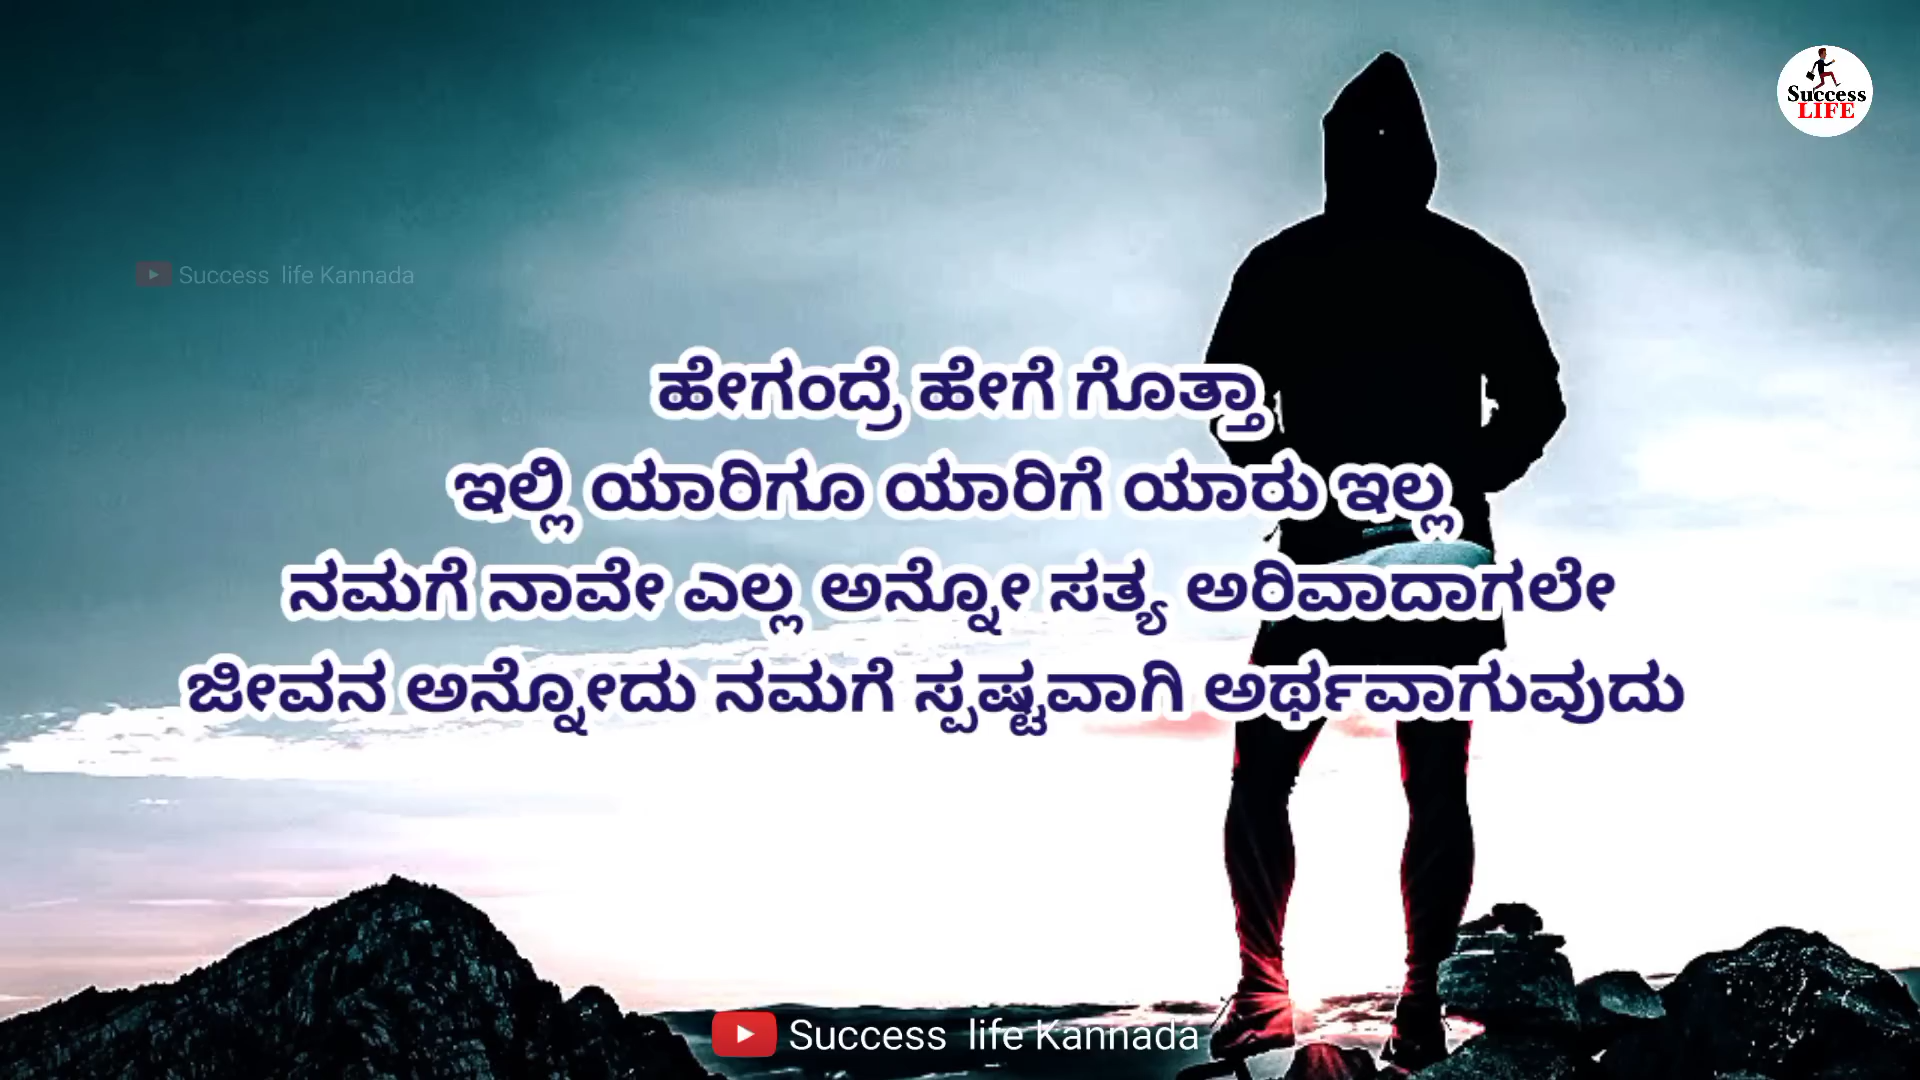 Success
LIFE
Success life Kannada
ಹೇಗಂದ್ರೆ ಹೇಗೆ ಗೊತ್ತಾ
ಇಲ್ಲಿ ಯಾರಿಗೂ ಯಾರಿಗೆ ಯಾರು ಇಲ್ಲ
ನಮಗೆ ನಾವೇ ಎಲ್ಲ ಅನ್ನೋ ಸತ್ಯ ಅರಿವಾದಾಗಲೇ
ಜೀವನ ಅನ್ನೋದು ನಮಗೆ ಸ್ಪಷ್ಟವಾಗಿ ಅರ್ಥವಾಗುವುದು
Success life Kannada